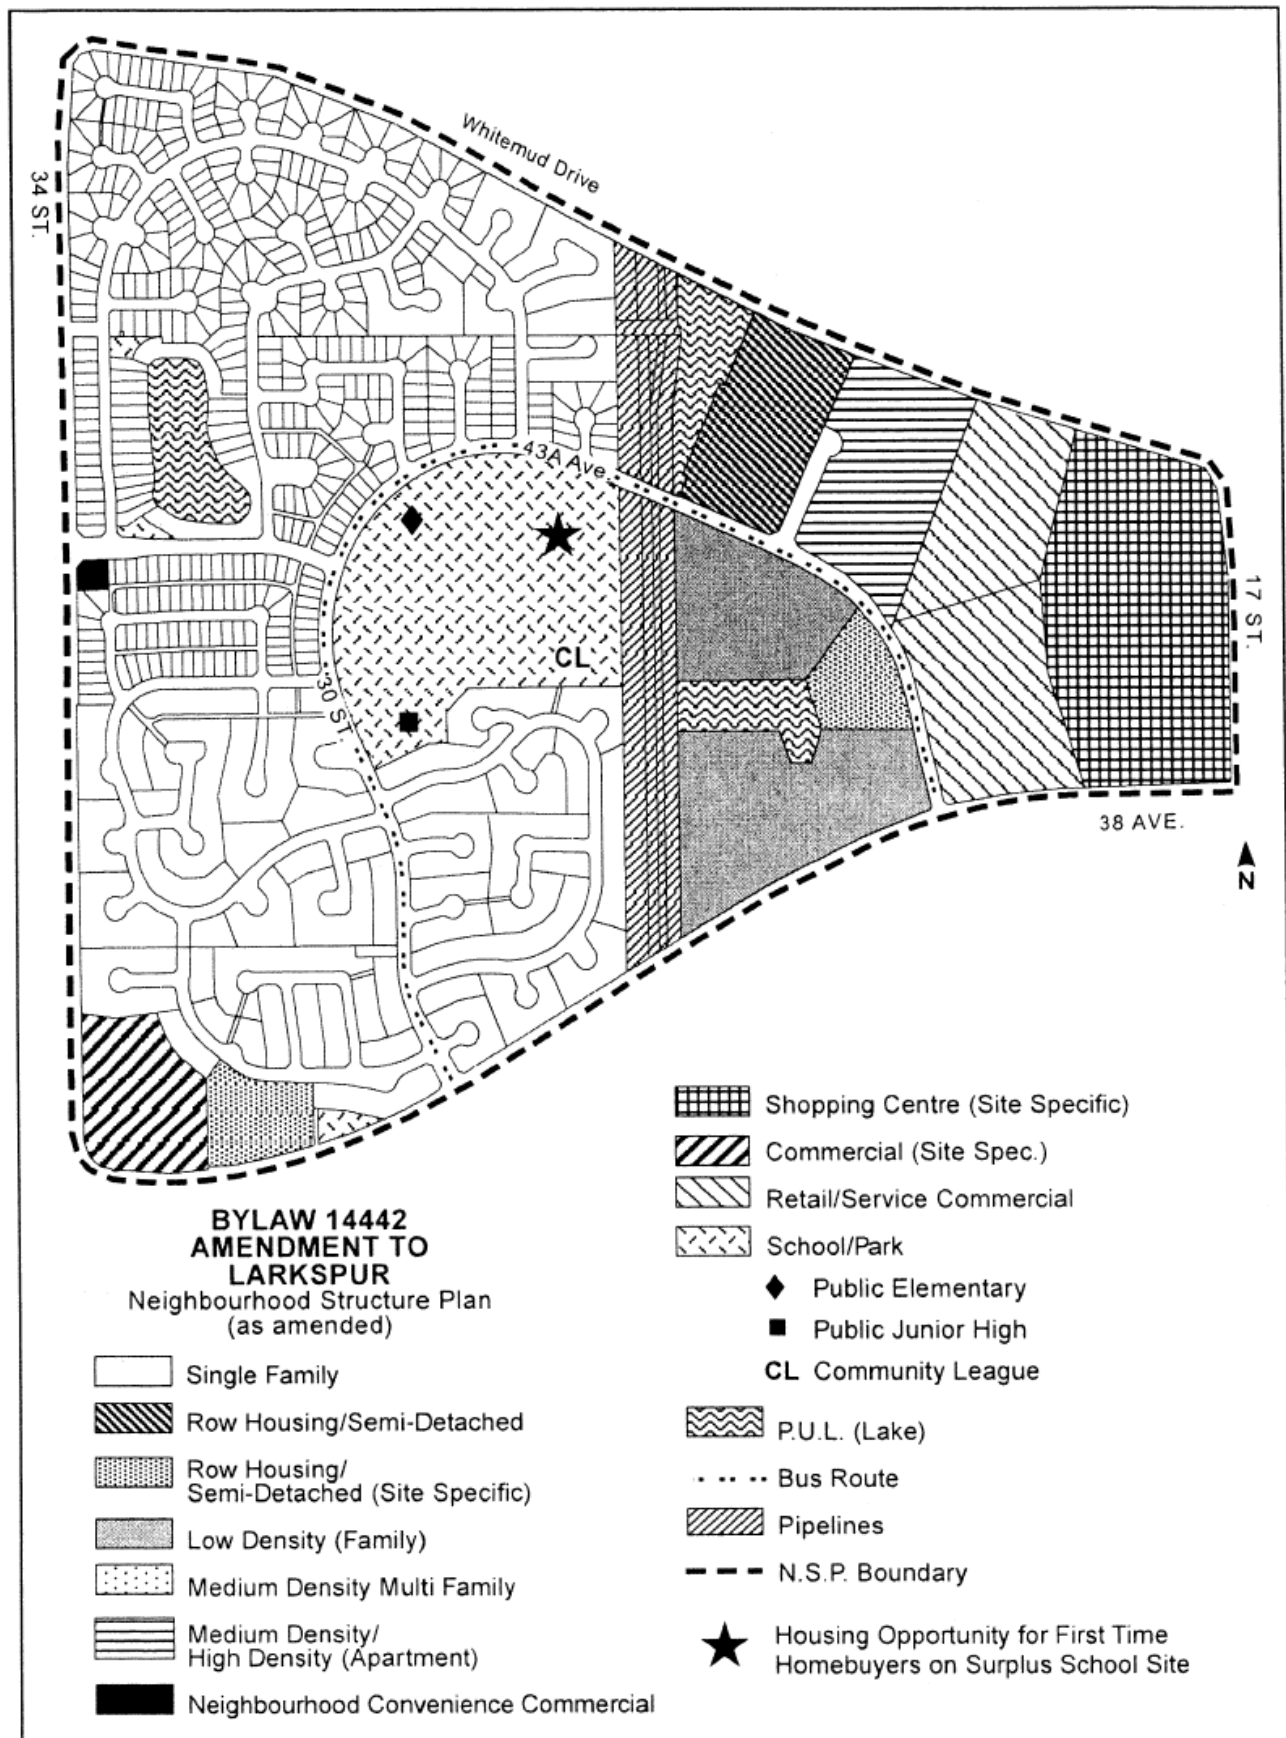 Whitemud Drive
34 ST.
43A Ave
17 ST.
CL
30 ST
38 AVE.
N
BYLAW 14442
AMENDMENT TO
LARKSPUR
Neighbourhood Structure Plan
(as amended)
Single Family
Row Housing/Semi-Detached
Row Housing/
Semi-Detached (Site Specific)
Low Density (Family)
Medium Density Multi Family
Medium Density/
High Density (Apartment)
Neighbourhood Convenience Commercial
Shopping Centre (Site Specific)
Commercial (Site Spec.)
Retail/Service Commercial
School/Park
Public Elementary
Public Junior High
CL Community League
P.U.L. (Lake)
Bus Route
Pipelines
N.S.P. Boundary
Housing Opportunity for First Time
Homebuyers on Surplus School Site